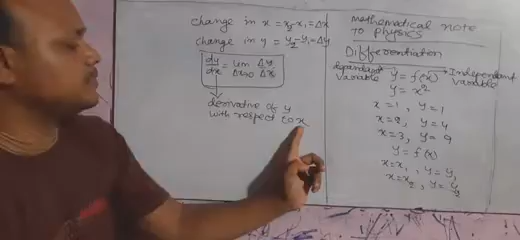 change in x = x₂-x₁ = Δx
change in y = y₂-y₁ = Δy
dy/dx = lim Δx→0 Δy/Δx
derivative of y
with respect to x
mathematical note
to physics
Differentiation
dependent variable y = f(x) → Independent variable
y = x²
x=1, y=1
x=2, y=4
x=3, y=9
y = f(x)
x=x₁, y=y₁
x=x₂, y=y₂